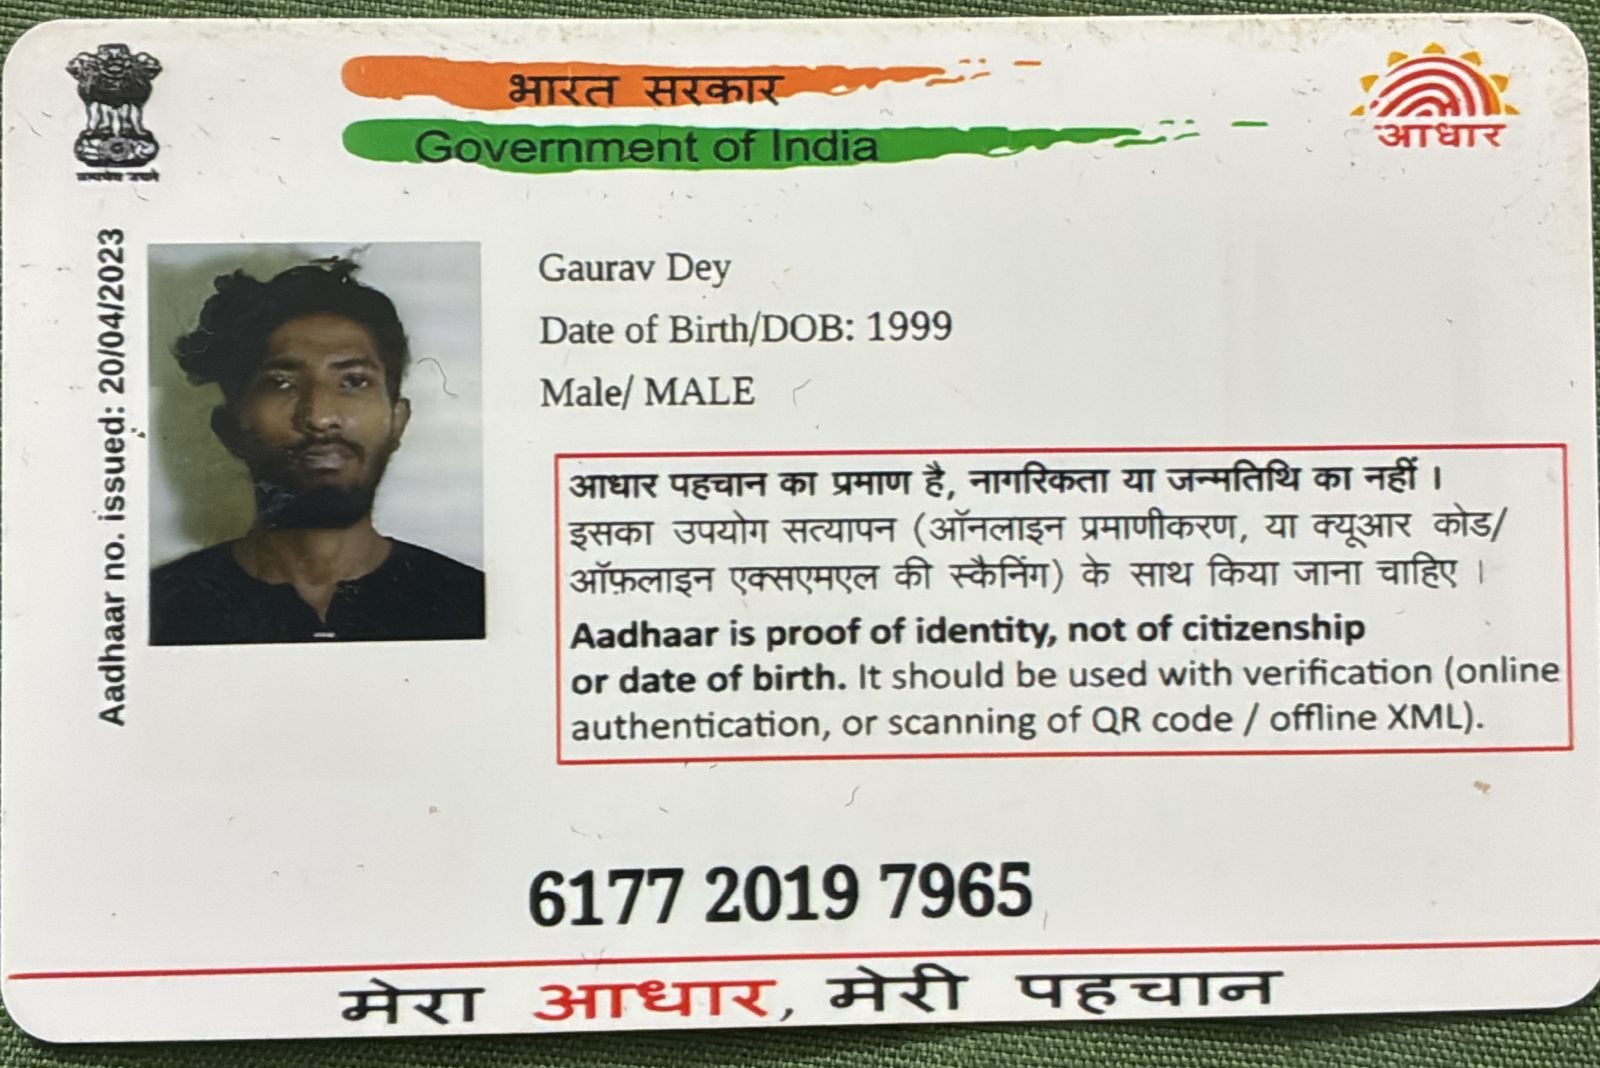 भारत सरकार
Government of India
आधार
सत्यमेव जयते
Aadhaar no. issued: 20/04/2023
Gaurav Dey
Date of Birth/DOB: 1999
Male/ MALE
आधार पहचान का प्रमाण है, नागरिकता या जन्मतिथि का नहीं ।
इसका उपयोग सत्यापन (ऑनलाइन प्रमाणीकरण, या क्यूआर कोड/
ऑफ़लाइन एक्सएमएल की स्कैनिंग) के साथ किया जाना चाहिए ।
Aadhaar is proof of identity, not of citizenship
or date of birth. It should be used with verification (online
authentication, or scanning of QR code / offline XML).
6177 2019 7965
मेरा आधार, मेरी पहचान